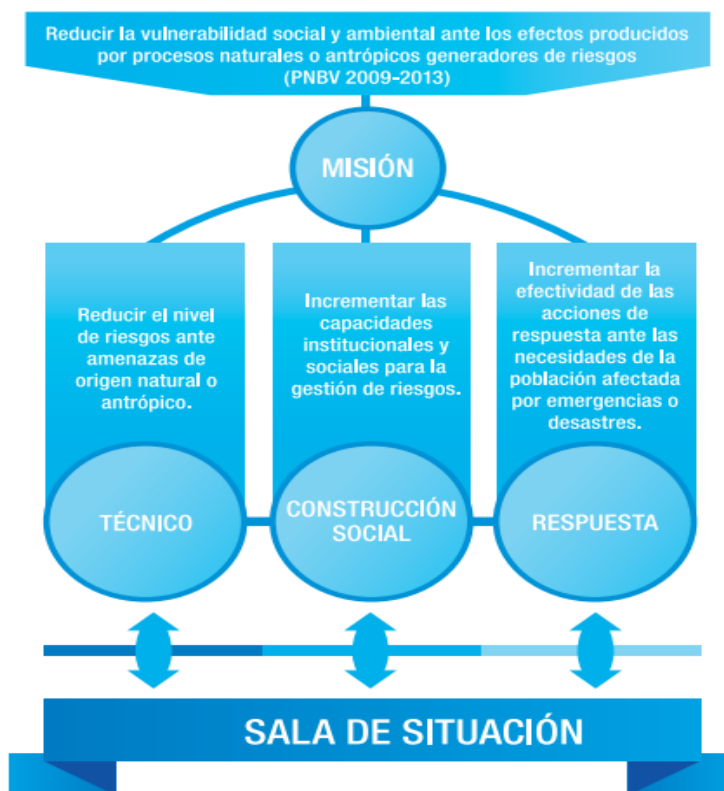 Reducir la vulnerabilidad social y ambiental ante los efectos producidos
por procesos naturales o antrópicos generadores de riesgos
(PNBV 2009-2013)
MISIÓN
Reducir el nivel
de riesgos ante
amenazas de
origen natural o
antrópico.
TÉCNICO
Incrementar las
capacidades
institucionales y
sociales para la
gestión de riesgos.
CONSTRUCCIÓN
SOCIAL
Incrementar la
efectividad de las
acciones de
respuesta ante las
necesidades de la
población afectada
por emergencias o
desastres.
RESPUESTA
SALA DE SITUACIÓN